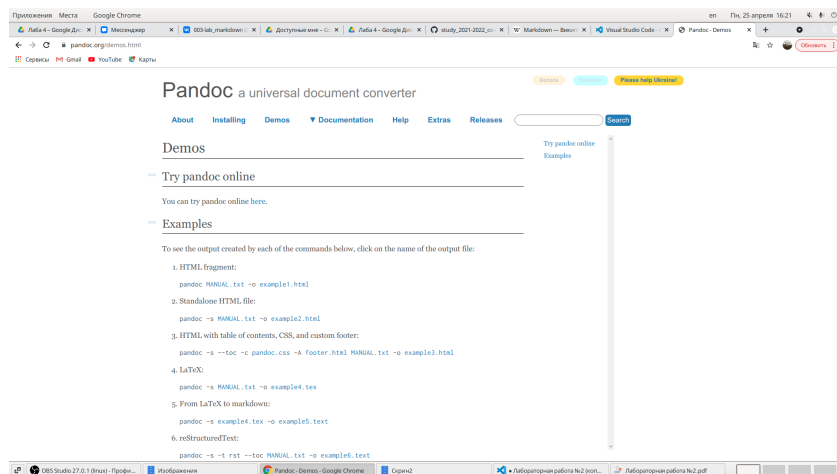 Приложения Места Google Chrome en Пн, 25 апреля 16:21
Лаба 4 – Google Дис Мессенджер 003-lab_markdown Доступные мне – G Лаба 4 – Google Дис study_2021-2022_os Markdown — Викип Visual Studio Code - Pandoc - Demos
pandoc.org/demos.html Обновить
Сервисы Gmail YouTube Карты
Donate Please help Ukraine!
Pandoc a universal document converter
About Installing Demos ▼ Documentation Help Extras Releases Search
Demos
Try pandoc online
Examples
Try pandoc online
You can try pandoc online here.
Examples
To see the output created by each of the commands below, click on the name of the output file:
1. HTML fragment:
pandoc MANUAL.txt -o example1.html
2. Standalone HTML file:
pandoc -s MANUAL.txt -o example2.html
3. HTML with table of contents, CSS, and custom footer:
pandoc -s --toc -c pandoc.css -A footer.html MANUAL.txt -o example3.html
4. LaTeX:
pandoc -s MANUAL.txt -o example4.tex
5. From LaTeX to markdown:
pandoc -s example4.tex -o example5.text
6. reStructuredText:
pandoc -s -t rst --toc MANUAL.txt -o example6.text
OBS Studio 27.0.1 (linux) - Профи... Изображения Pandoc - Demos - Google Chrome Скрин2 • Лабораторная работа №2 (коп... Лабораторная работа №2.pdf